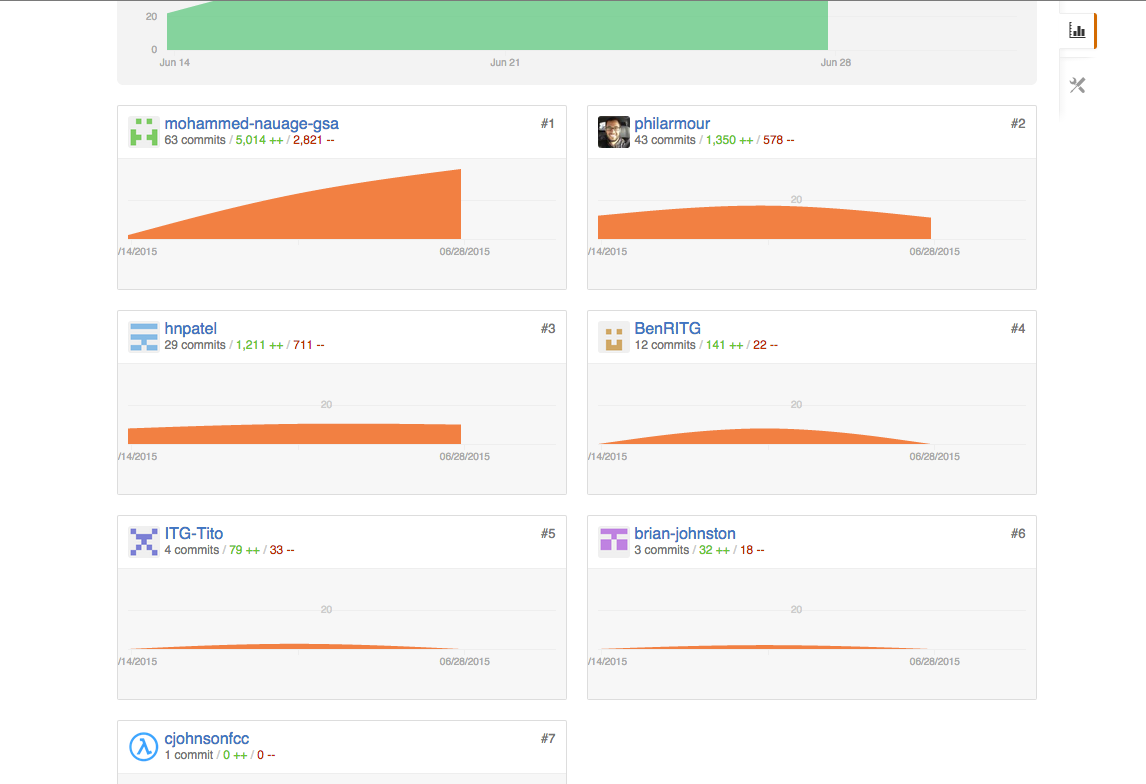 20
0
Jun 14 Jun 21 Jun 28
mohammed-nauage-gsa #1
63 commits / 5,014 ++ / 2,821 --
/14/2015 06/28/2015
philarmour #2
43 commits / 1,350 ++ / 578 --
20
/14/2015 06/28/2015
hnpatel #3
29 commits / 1,211 ++ / 711 --
20
/14/2015 06/28/2015
BenRITG #4
12 commits / 141 ++ / 22 --
20
/14/2015 06/28/2015
ITG-Tito #5
4 commits / 79 ++ / 33 --
20
/14/2015 06/28/2015
brian-johnston #6
3 commits / 32 ++ / 18 --
20
/14/2015 06/28/2015
cjohnsonfcc #7
1 commit / 0 ++ / 0 --